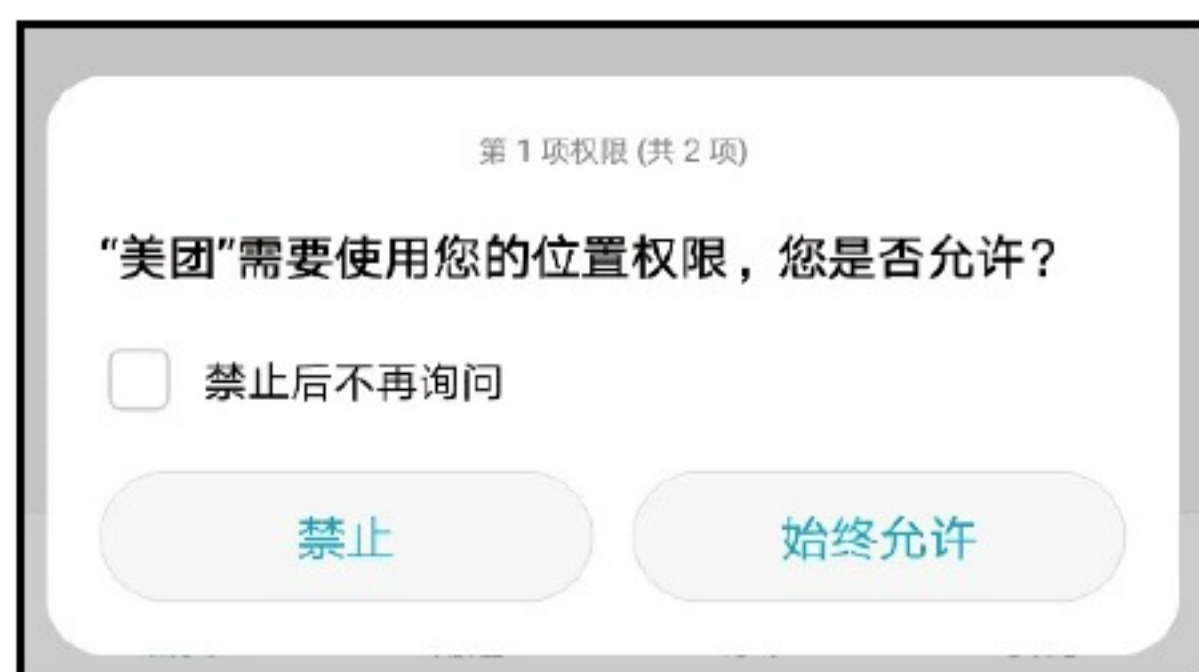 第 1 项权限 (共 2 项)
“美团”需要使用您的位置权限，您是否允许？
禁止后不再询问
禁止
始终允许